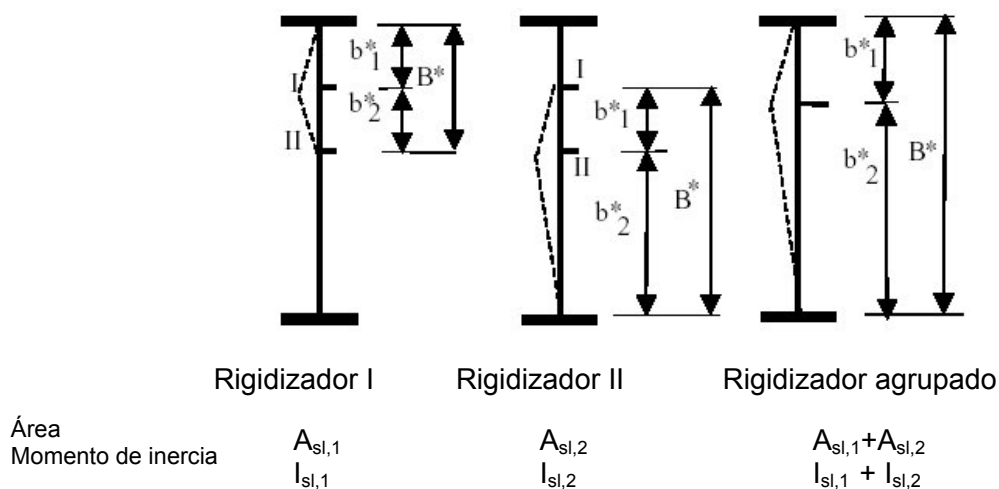 b*1
I
B*
b*2
II
I
b*1
II
B*
b*2
b*1
B*
b*2
Rigidizador I
Rigidizador II
Rigidizador agrupado
Área
Momento de inercia
Asl,1
Isl,1
Asl,2
Isl,2
Asl,1+Asl,2
Isl,1 + Isl,2